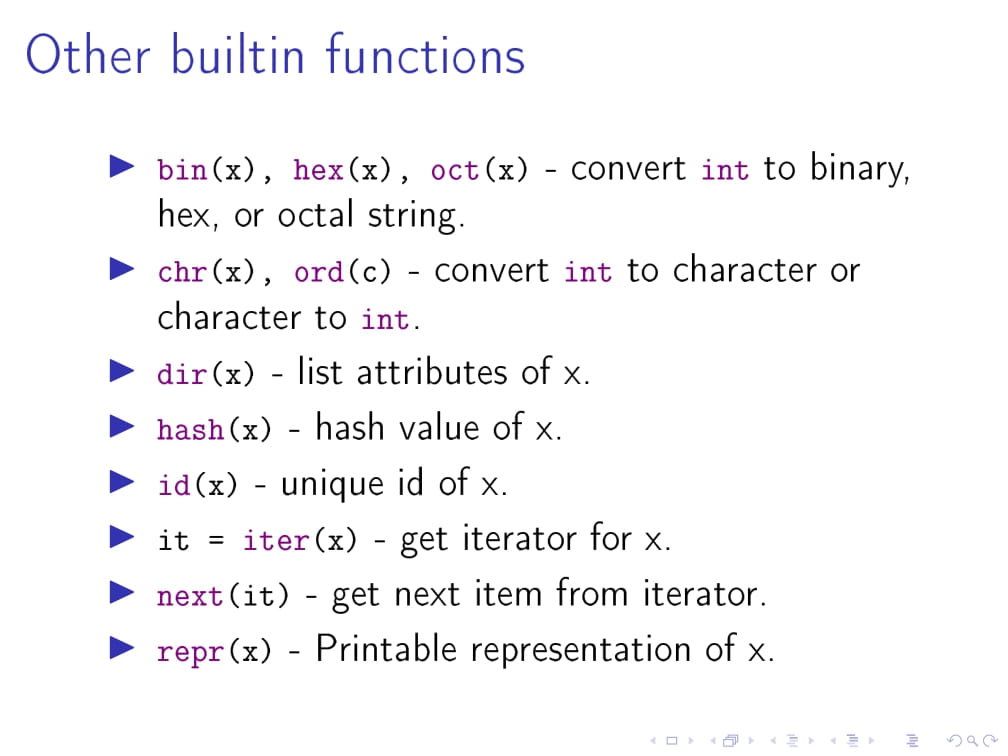 Other builtin functions
bin(x), hex(x), oct(x) - convert int to binary,
hex, or octal string.
chr(x), ord(c) - convert int to character or
character to int.
dir(x) - list attributes of x.
hash(x) - hash value of x.
id(x) - unique id of x.
it = iter(x) - get iterator for x.
next(it) - get next item from iterator.
repr(x) - Printable representation of x.